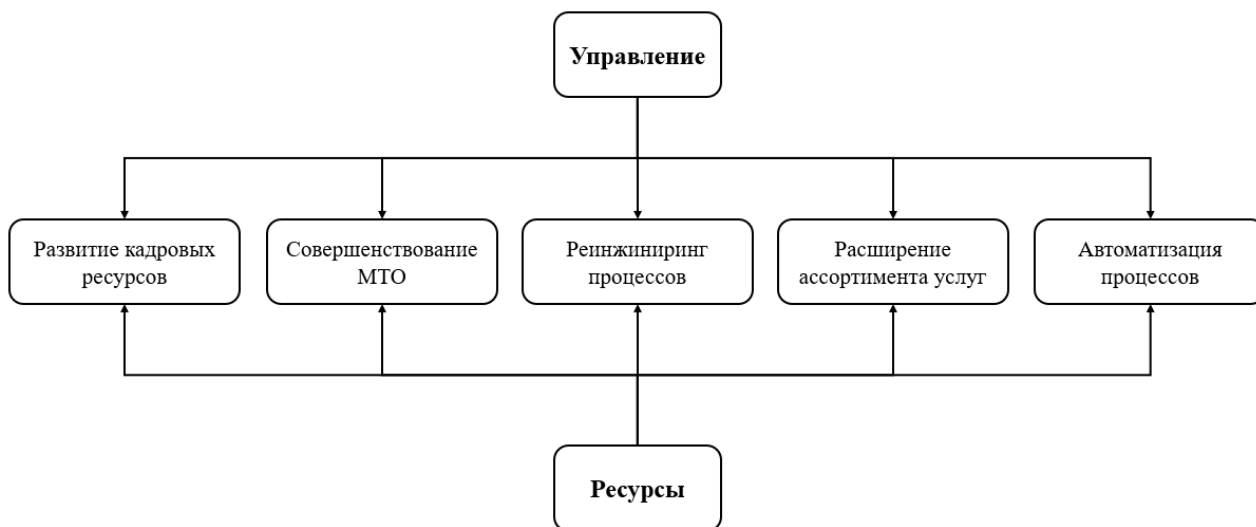 Управление
Развитие кадровых
ресурсов
Совершенствование
МТО
Реинжиниринг
процессов
Расширение
ассортимента услуг
Автоматизация
процессов
Ресурсы